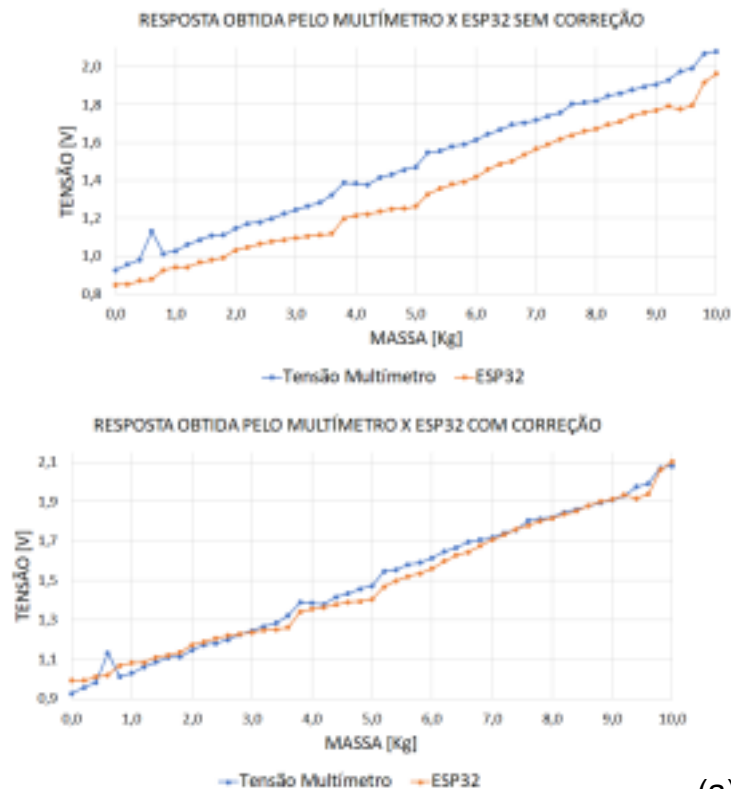 RESPOSTA OBTIDA PELO MULTÍMETRO X ESP32 SEM CORREÇÃO
TENSÃO [V]
2,0
1,8
1,6
1,4
1,2
1,0
0,8
0,0 1,0 2,0 3,0 4,0 5,0 6,0 7,0 8,0 9,0 10,0
MASSA [Kg]
Tensão Multímetro ESP32
RESPOSTA OBTIDA PELO MULTÍMETRO X ESP32 COM CORREÇÃO
TENSÃO [V]
2,1
1,9
1,7
1,5
1,3
1,1
0,9
0,0 1,0 2,0 3,0 4,0 5,0 6,0 7,0 8,0 9,0 10,0
MASSA [Kg]
Tensão Multímetro ESP32